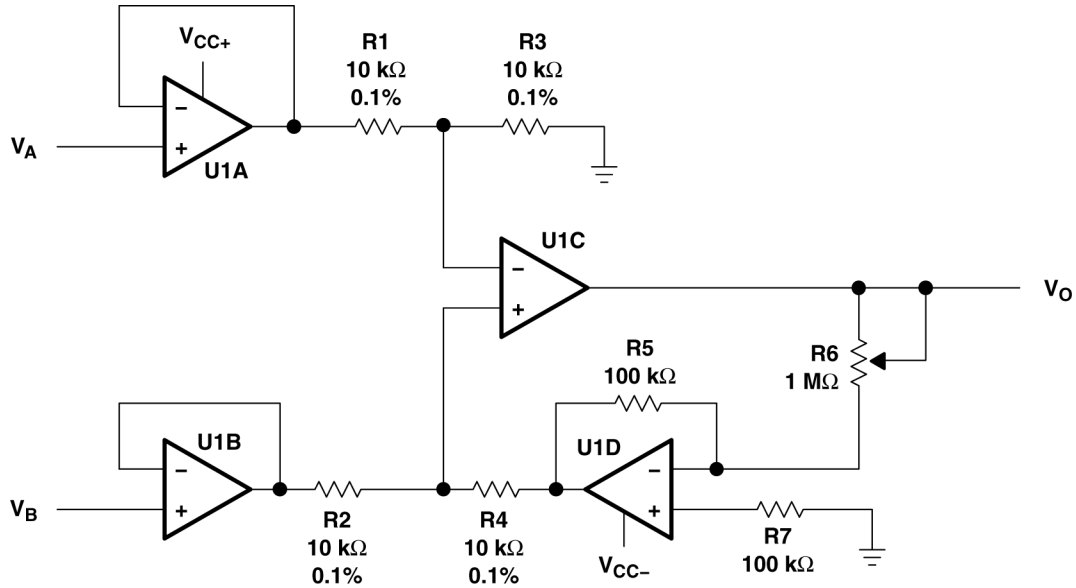 VCC+
R1
10 kΩ
0.1%
R3
10 kΩ
0.1%
−
+
VA
U1A
U1C
−
+
VO
R6
1 MΩ
R5
100 kΩ
U1B
−
+
VB
U1D
−
+
R2
10 kΩ
0.1%
R4
10 kΩ
0.1%
VCC−
R7
100 kΩ